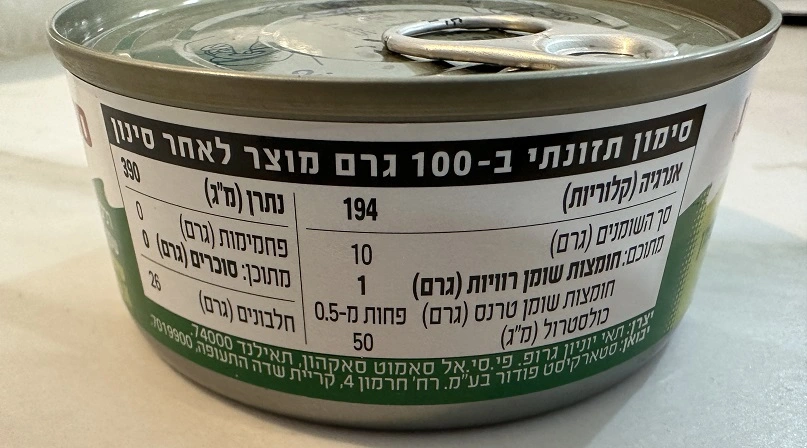 סימון תזונתי ב-100 גרם מוצר לאחר סינון
אנרגיה (קלוריות) 194
סך השומנים (גרם) 10
מתוכם: חומצות שומן רוויות (גרם) 1
חומצות שומן טרנס (גרם) פחות מ-0.5
כולסטרול (מ"ג) 50
נתרן (מ"ג) 390
פחמימות (גרם) 0
מתוכן: סוכרים (גרם) 0
חלבונים (גרם) 26
יצרן: תאי יוניון גרופ. פי.סי.אל סאמוט סאקהון, תאילנד 74000.
יבואן: סטארקיסט פודור בע"מ. רח' חרמון 4, קריית שדה התעופה, 7019900.